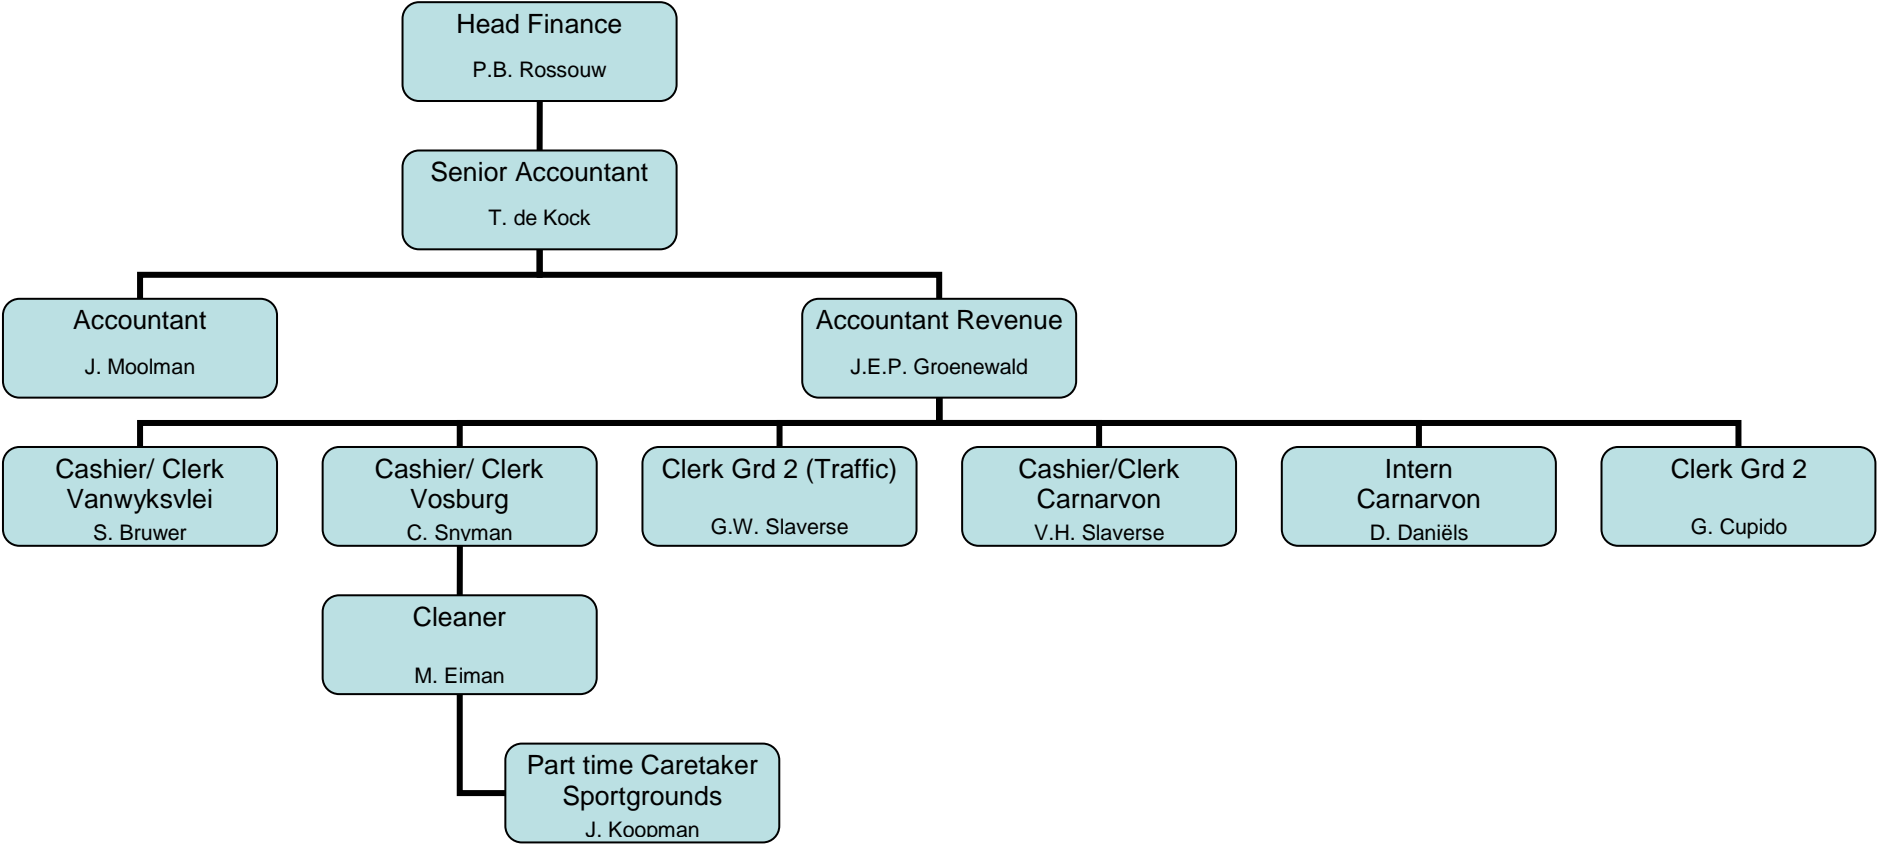 Head Finance
P.B. Rossouw
Senior Accountant
T. de Kock
Accountant
J. Moolman
Accountant Revenue
J.E.P. Groenewald
Cashier/ Clerk
Vanwyksvlei
S. Bruwer
Cashier/ Clerk
Vosburg
C. Snyman
Clerk Grd 2 (Traffic)
G.W. Slaverse
Cashier/Clerk
Carnarvon
V.H. Slaverse
Intern
Carnarvon
D. Daniëls
Clerk Grd 2
G. Cupido
Cleaner
M. Eiman
Part time Caretaker
Sportgrounds
J. Koopman